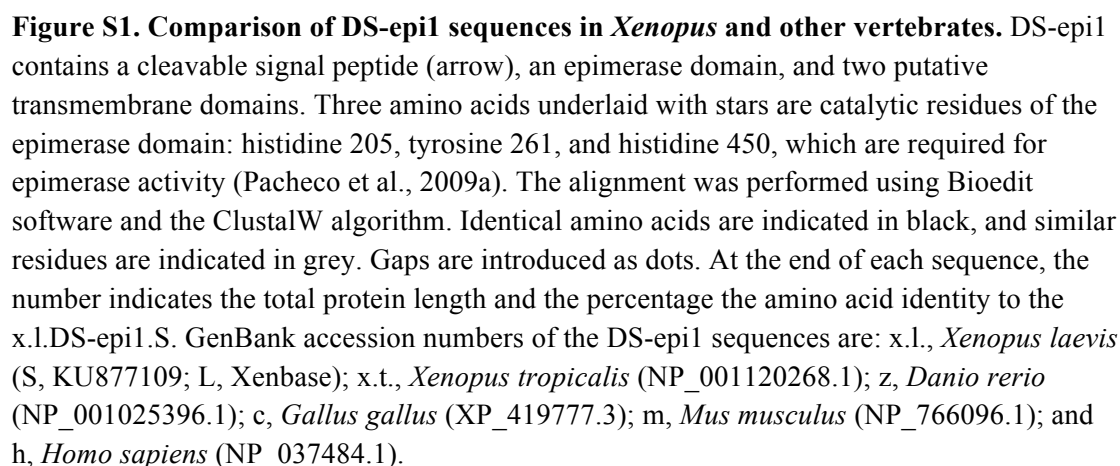 Figure S1. Comparison of DS-epi1 sequences in Xenopus and other vertebrates. DS-epi1
contains a cleavable signal peptide (arrow), an epimerase domain, and two putative
transmembrane domains. Three amino acids underlaid with stars are catalytic residues of the
epimerase domain: histidine 205, tyrosine 261, and histidine 450, which are required for
epimerase activity (Pacheco et al., 2009a). The alignment was performed using Bioedit
software and the ClustalW algorithm. Identical amino acids are indicated in black, and similar
residues are indicated in grey. Gaps are introduced as dots. At the end of each sequence, the
number indicates the total protein length and the percentage the amino acid identity to the
x.l.DS-epi1.S. GenBank accession numbers of the DS-epi1 sequences are: x.l., Xenopus laevis
(S, KU877109; L, Xenbase); x.t., Xenopus tropicalis (NP_001120268.1); z, Danio rerio
(NP_001025396.1); c, Gallus gallus (XP_419777.3); m, Mus musculus (NP_766096.1); and
h, Homo sapiens (NP_037484.1).